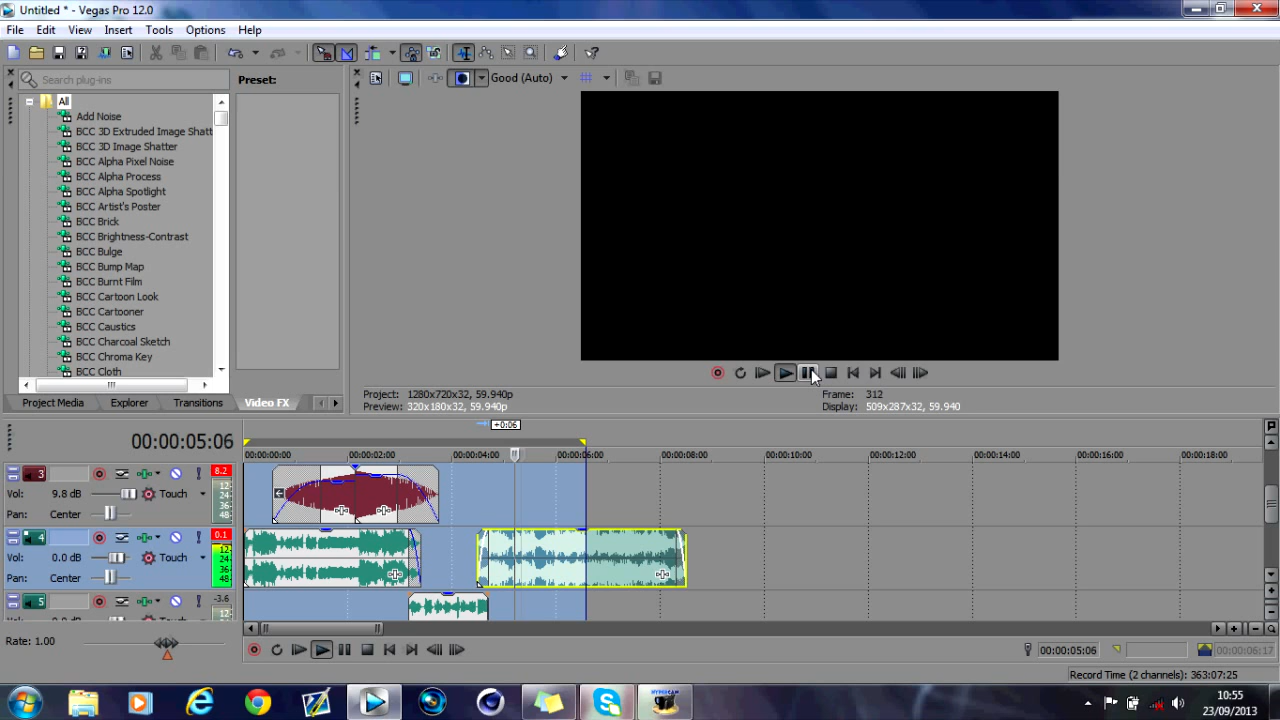 Untitled * - Vegas Pro 12.0
File Edit View Insert Tools Options Help
Search plug-ins
Preset:
Good (Auto)
All
Add Noise
BCC 3D Extruded Image Shatt
BCC 3D Image Shatter
BCC Alpha Pixel Noise
BCC Alpha Process
BCC Alpha Spotlight
BCC Artist's Poster
BCC Brick
BCC Brightness-Contrast
BCC Bulge
BCC Bump Map
BCC Burnt Film
BCC Cartoon Look
BCC Cartooner
BCC Caustics
BCC Charcoal Sketch
BCC Chroma Key
BCC Cloth
Project Media Explorer Transitions Video FX
Project: 1280x720x32, 59.940p
Preview: 320x180x32, 59.940p
Frame: 312
Display: 509x287x32, 59.940
+0:06
00:00:05:06
00:00:00:00 00:00:02:00 00:00:04:00 00:00:06:00 00:00:08:00 00:00:10:00 00:00:12:00 00:00:14:00 00:00:16:00 00:00:18:00
3 8.2
Vol: 9.8 dB Touch
Pan: Center
12
24
36
48
4 0.1
Vol: 0.0 dB Touch
Pan: Center
12
24
36
48
5 -3.6
Rate: 1.00
00:00:05:06
00:00:06:17
Record Time (2 channels): 363:07:25
HYPERCAM
10:55
23/09/2013